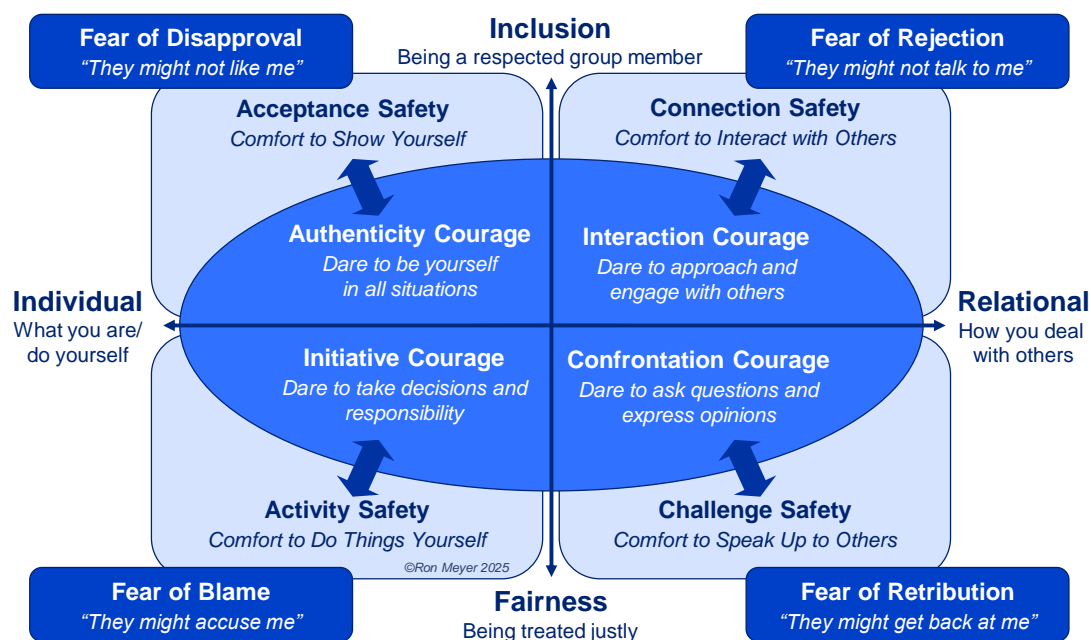 Fear of Disapproval
“They might not like me”
Inclusion
Being a respected group member
Fear of Rejection
“They might not talk to me”
Acceptance Safety
Comfort to Show Yourself
Connection Safety
Comfort to Interact with Others
Authenticity Courage
Dare to be yourself
in all situations
Interaction Courage
Dare to approach and
engage with others
Individual
What you are/
do yourself
Relational
How you deal
with others
Initiative Courage
Dare to take decisions and
responsibility
Confrontation Courage
Dare to ask questions and
express opinions
Activity Safety
Comfort to Do Things Yourself
Challenge Safety
Comfort to Speak Up to Others
©Ron Meyer 2025
Fear of Blame
“They might accuse me”
Fairness
Being treated justly
Fear of Retribution
“They might get back at me”